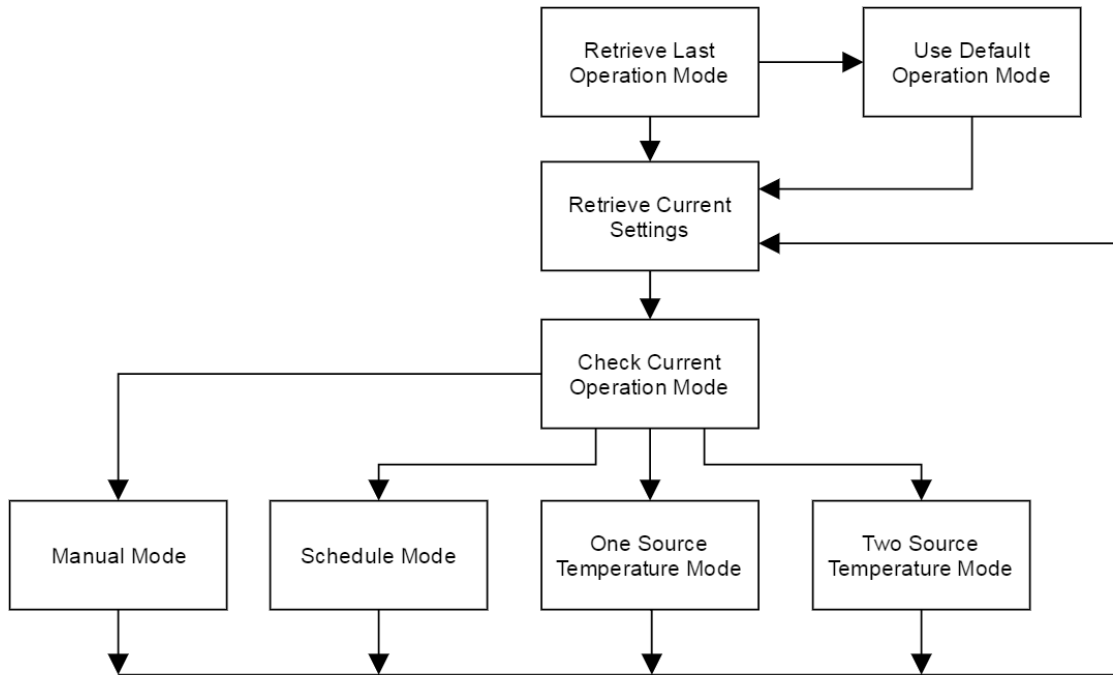 Retrieve Last
Operation Mode
Use Default
Operation Mode
Retrieve Current
Settings
Check Current
Operation Mode
Manual Mode
Schedule Mode
One Source
Temperature Mode
Two Source
Temperature Mode